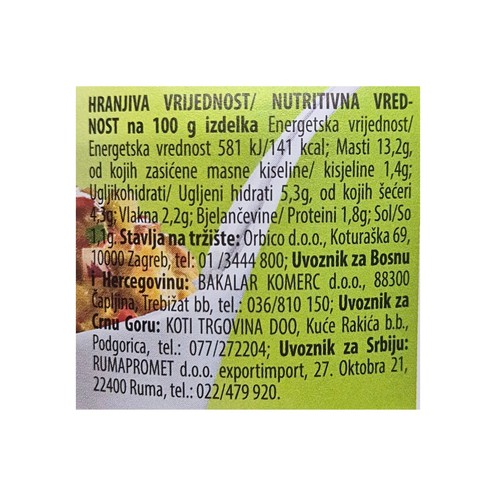 HRANJIVA VRIJEDNOST/ NUTRITIVNA VRED-
NOST na 100 g izdelka Energetska vrijednost/
Energetska vrednost 581 kJ/141 kcal; Masti 13,2g,
od kojih zasićene masne kiseline/ kisjeline 1,4g;
Ugljikohidrati/ Ugljeni hidrati 5,3g, od kojih šećeri
4,3g; Vlakna 2,2g; Bjelančevine/ Proteini 1,8g; Sol/So
1,1g. Stavlja na tržište: Orbico d.o.o., Koturaška 69,
10000 Zagreb, tel: 01 /3444 800; Uvoznik za Bosnu
i Hercegovinu: BAKALAR KOMERC d.o.o., 88300
Čapljina, Trebižat bb, tel.: 036/810 150; Uvoznik za
Crnu Goru: KOTI TRGOVINA DOO, Kuće Rakića b.b.,
Podgorica, tel.: 077/272204; Uvoznik za Srbiju:
RUMAPROMET d.o.o. exportimport, 27. Oktobra 21,
22400 Ruma, tel.: 022/479 920.